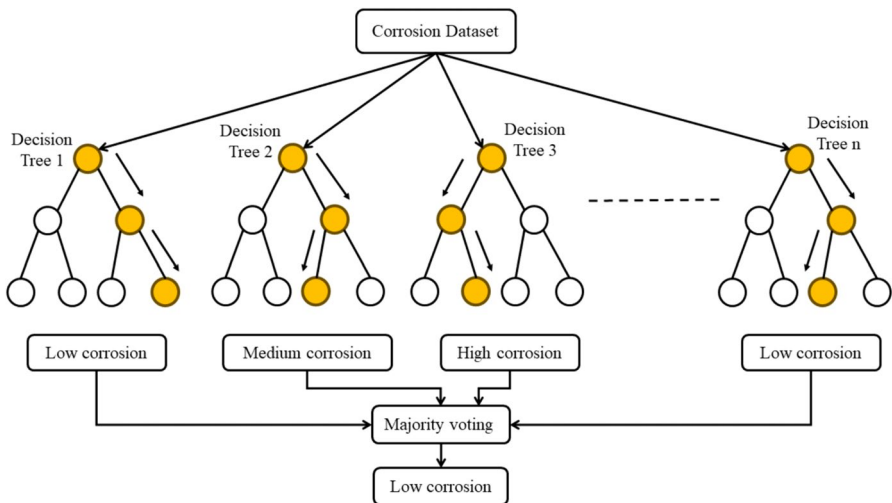 Corrosion Dataset
Decision
Tree 1
Decision
Tree 2
Decision
Tree 3
Decision
Tree n
Low corrosion
Medium corrosion
High corrosion
Low corrosion
Majority voting
Low corrosion